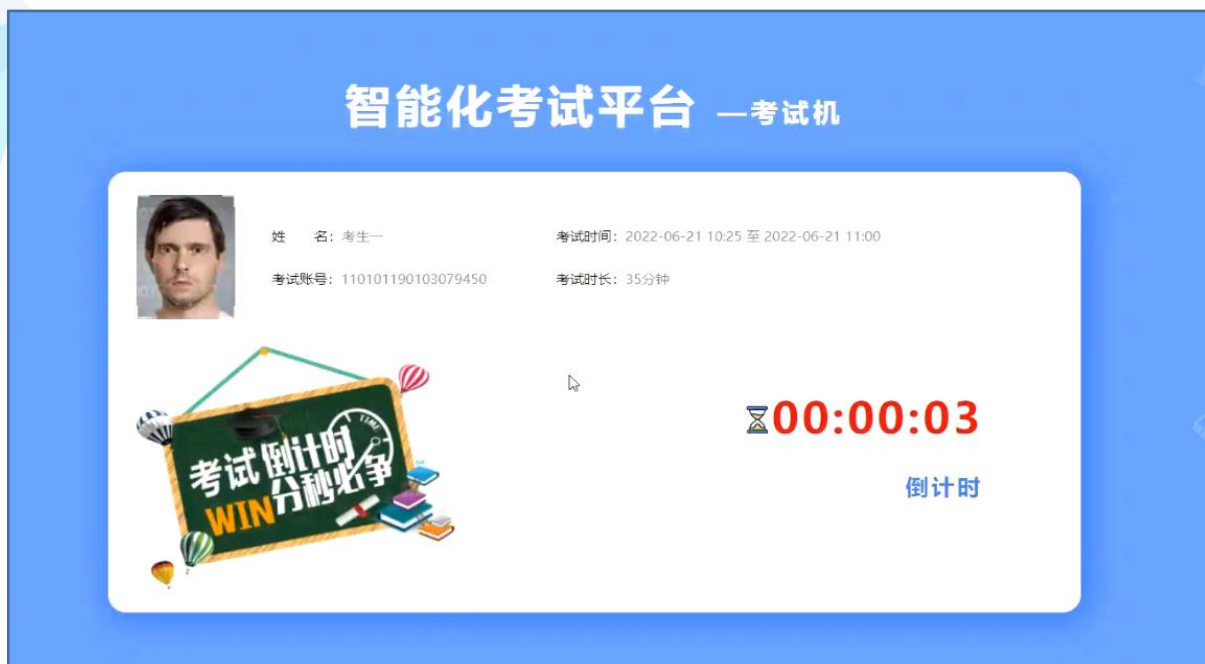 智能化考试平台 —考试机
姓 名：考生一
考试时间：2022-06-21 10:25 至 2022-06-21 11:00
考试账号：110101190103079450
考试时长：35分钟
考试倒计时
TIME
WIN分秒必争
00:00:03
倒计时